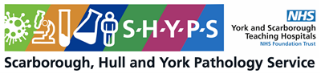 S·H·Y·P·S
NHS
York and Scarborough
Teaching Hospitals
NHS Foundation Trust
Scarborough, Hull and York Pathology Service